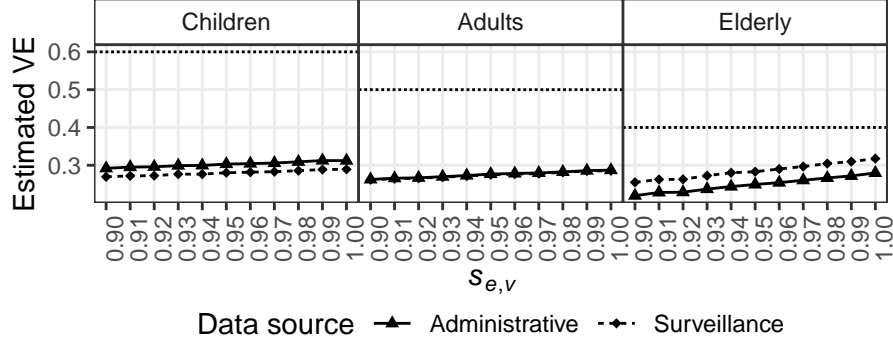 Children Adults Elderly
Estimated VE
0.6
0.5
0.4
0.3
0.90 0.91 0.92 0.93 0.94 0.95 0.96 0.97 0.98 0.99 1.00 0.90 0.91 0.92 0.93 0.94 0.95 0.96 0.97 0.98 0.99 1.00 0.90 0.91 0.92 0.93 0.94 0.95 0.96 0.97 0.98 0.99 1.00
s_{e,v}
Data source Administrative Surveillance